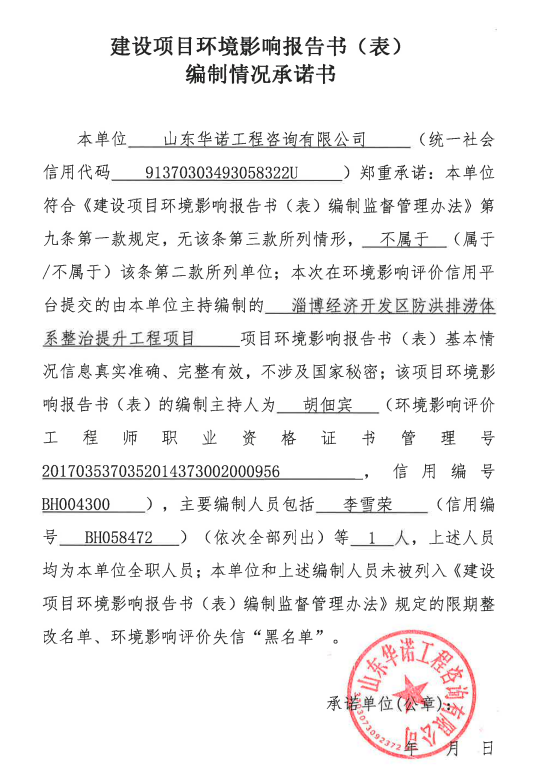 建设项目环境影响报告书（表）
编制情况承诺书
本单位 山东华诺工程咨询有限公司 （统一社会
信用代码 91370303493058322U ）郑重承诺：本单位
符合《建设项目环境影响报告书（表）编制监督管理办法》第
九条第一款规定，无该条第三款所列情形， 不属于 （属于
/不属于）该条第二款所列单位；本次在环境影响评价信用平
台提交的由本单位主持编制的 淄博经济开发区防洪排涝体
系整治提升工程项目 项目环境影响报告书（表）基本情
况信息真实准确、完整有效，不涉及国家秘密；该项目环境影
响报告书（表）的编制主持人为 胡佃宾 （环境影响评价
工程师职业资格证书管理号
2017035370352014373002000956 ，信用编号
BH004300 ），主要编制人员包括 李雪荣 （信用编
号 BH058472 ）（依次全部列出）等 1 人，上述人员
均为本单位全职人员；本单位和上述编制人员未被列入《建设
项目环境影响报告书（表）编制监督管理办法》规定的限期整
改名单、环境影响评价失信“黑名单”。
山东华诺工程咨询有限公司
承诺单位(公章)：
3703073092372
年 月 日